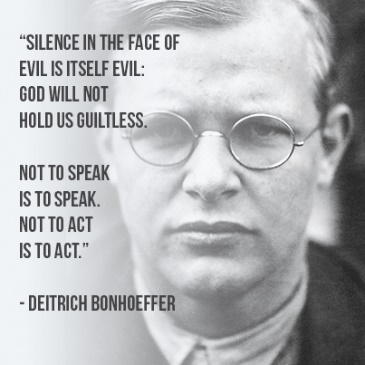 “SILENCE IN THE FACE OF
EVIL IS ITSELF EVIL:
GOD WILL NOT
HOLD US GUILTLESS.
NOT TO SPEAK
IS TO SPEAK.
NOT TO ACT
IS TO ACT.”
- DEITRICH BONHOEFFER